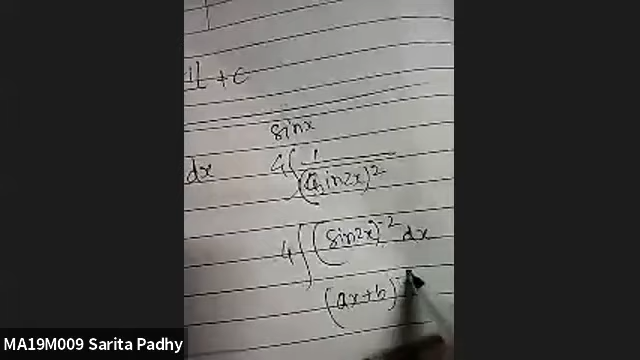 + c
sinx
dx 4∫ 1
(sin2x)²
4∫ (sin2x)⁻² dx
(ax+b)
MA19M009 Sarita Padhy